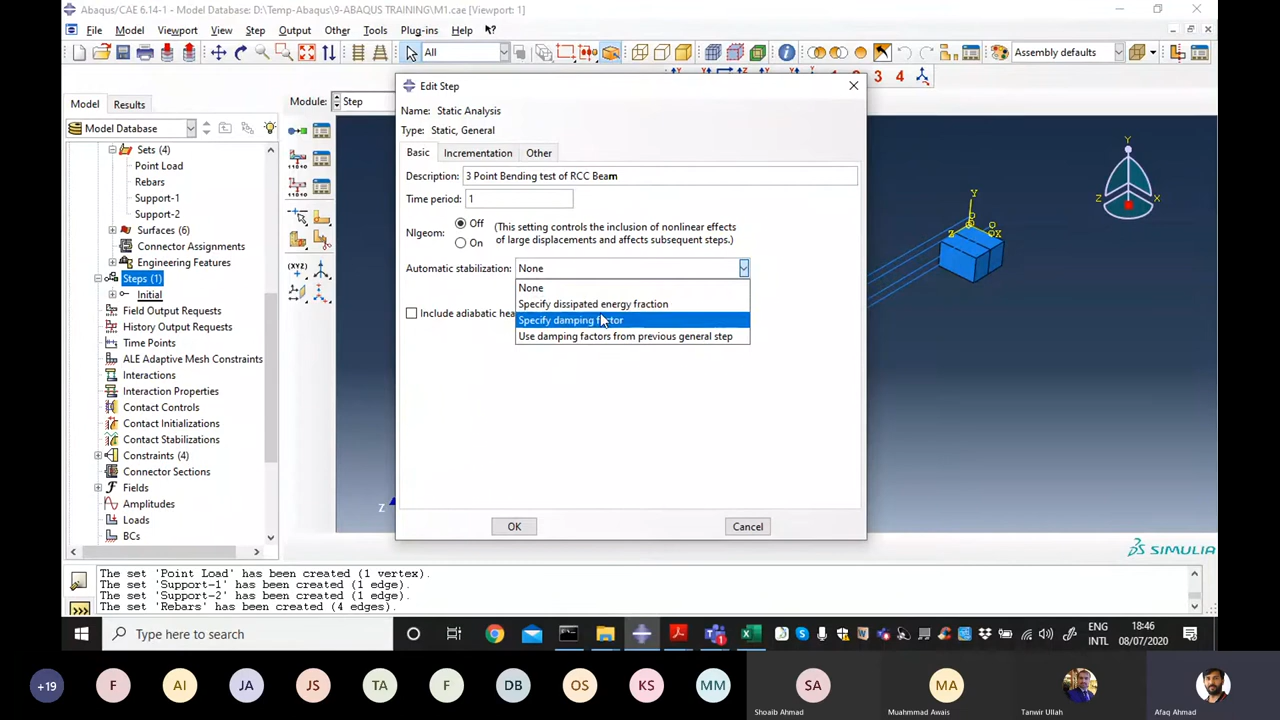 Abaqus/CAE 6.14-1 - Model Database: D:\Temp-Abaqus\9-ABAQUS TRAINING\M1.cae [Viewport: 1]
File Model Viewport View Step Output Other Tools Plug-ins Help
All
Assembly defaults
3 4
Model Results
Module: Step
Model Database
Edit Step
Name: Static Analysis
Type: Static, General
Basic Incrementation Other
Description: 3 Point Bending test of RCC Beam
Time period: 1
Nlgeom:
Off
On
(This setting controls the inclusion of nonlinear effects
of large displacements and affects subsequent steps.)
Automatic stabilization: None
None
Specify dissipated energy fraction
Specify damping factor
Use damping factors from previous general step
Include adiabatic hea
OK Cancel
Sets (4)
Point Load
Rebars
Support-1
Support-2
Surfaces (6)
Connector Assignments
Engineering Features
Steps (1)
Initial
Field Output Requests
History Output Requests
Time Points
ALE Adaptive Mesh Constraints
Interactions
Interaction Properties
Contact Controls
Contact Initializations
Contact Stabilizations
Constraints (4)
Connector Sections
Fields
Amplitudes
Loads
BCs
(XYZ)
Y
Z
X
Y
Z
X
Z
SIMULIA
The set 'Point Load' has been created (1 vertex).
The set 'Support-1' has been created (1 edge).
The set 'Support-2' has been created (1 edge).
The set 'Rebars' has been created (4 edges).
>>>
Type here to search
ENG
INTL
18:46
08/07/2020
+19 F AI JA JS TA F DB OS KS MM SA MA
Shoaib Ahmad
Muahmmad Awais
Tanwir Ullah
Afaq Ahmad